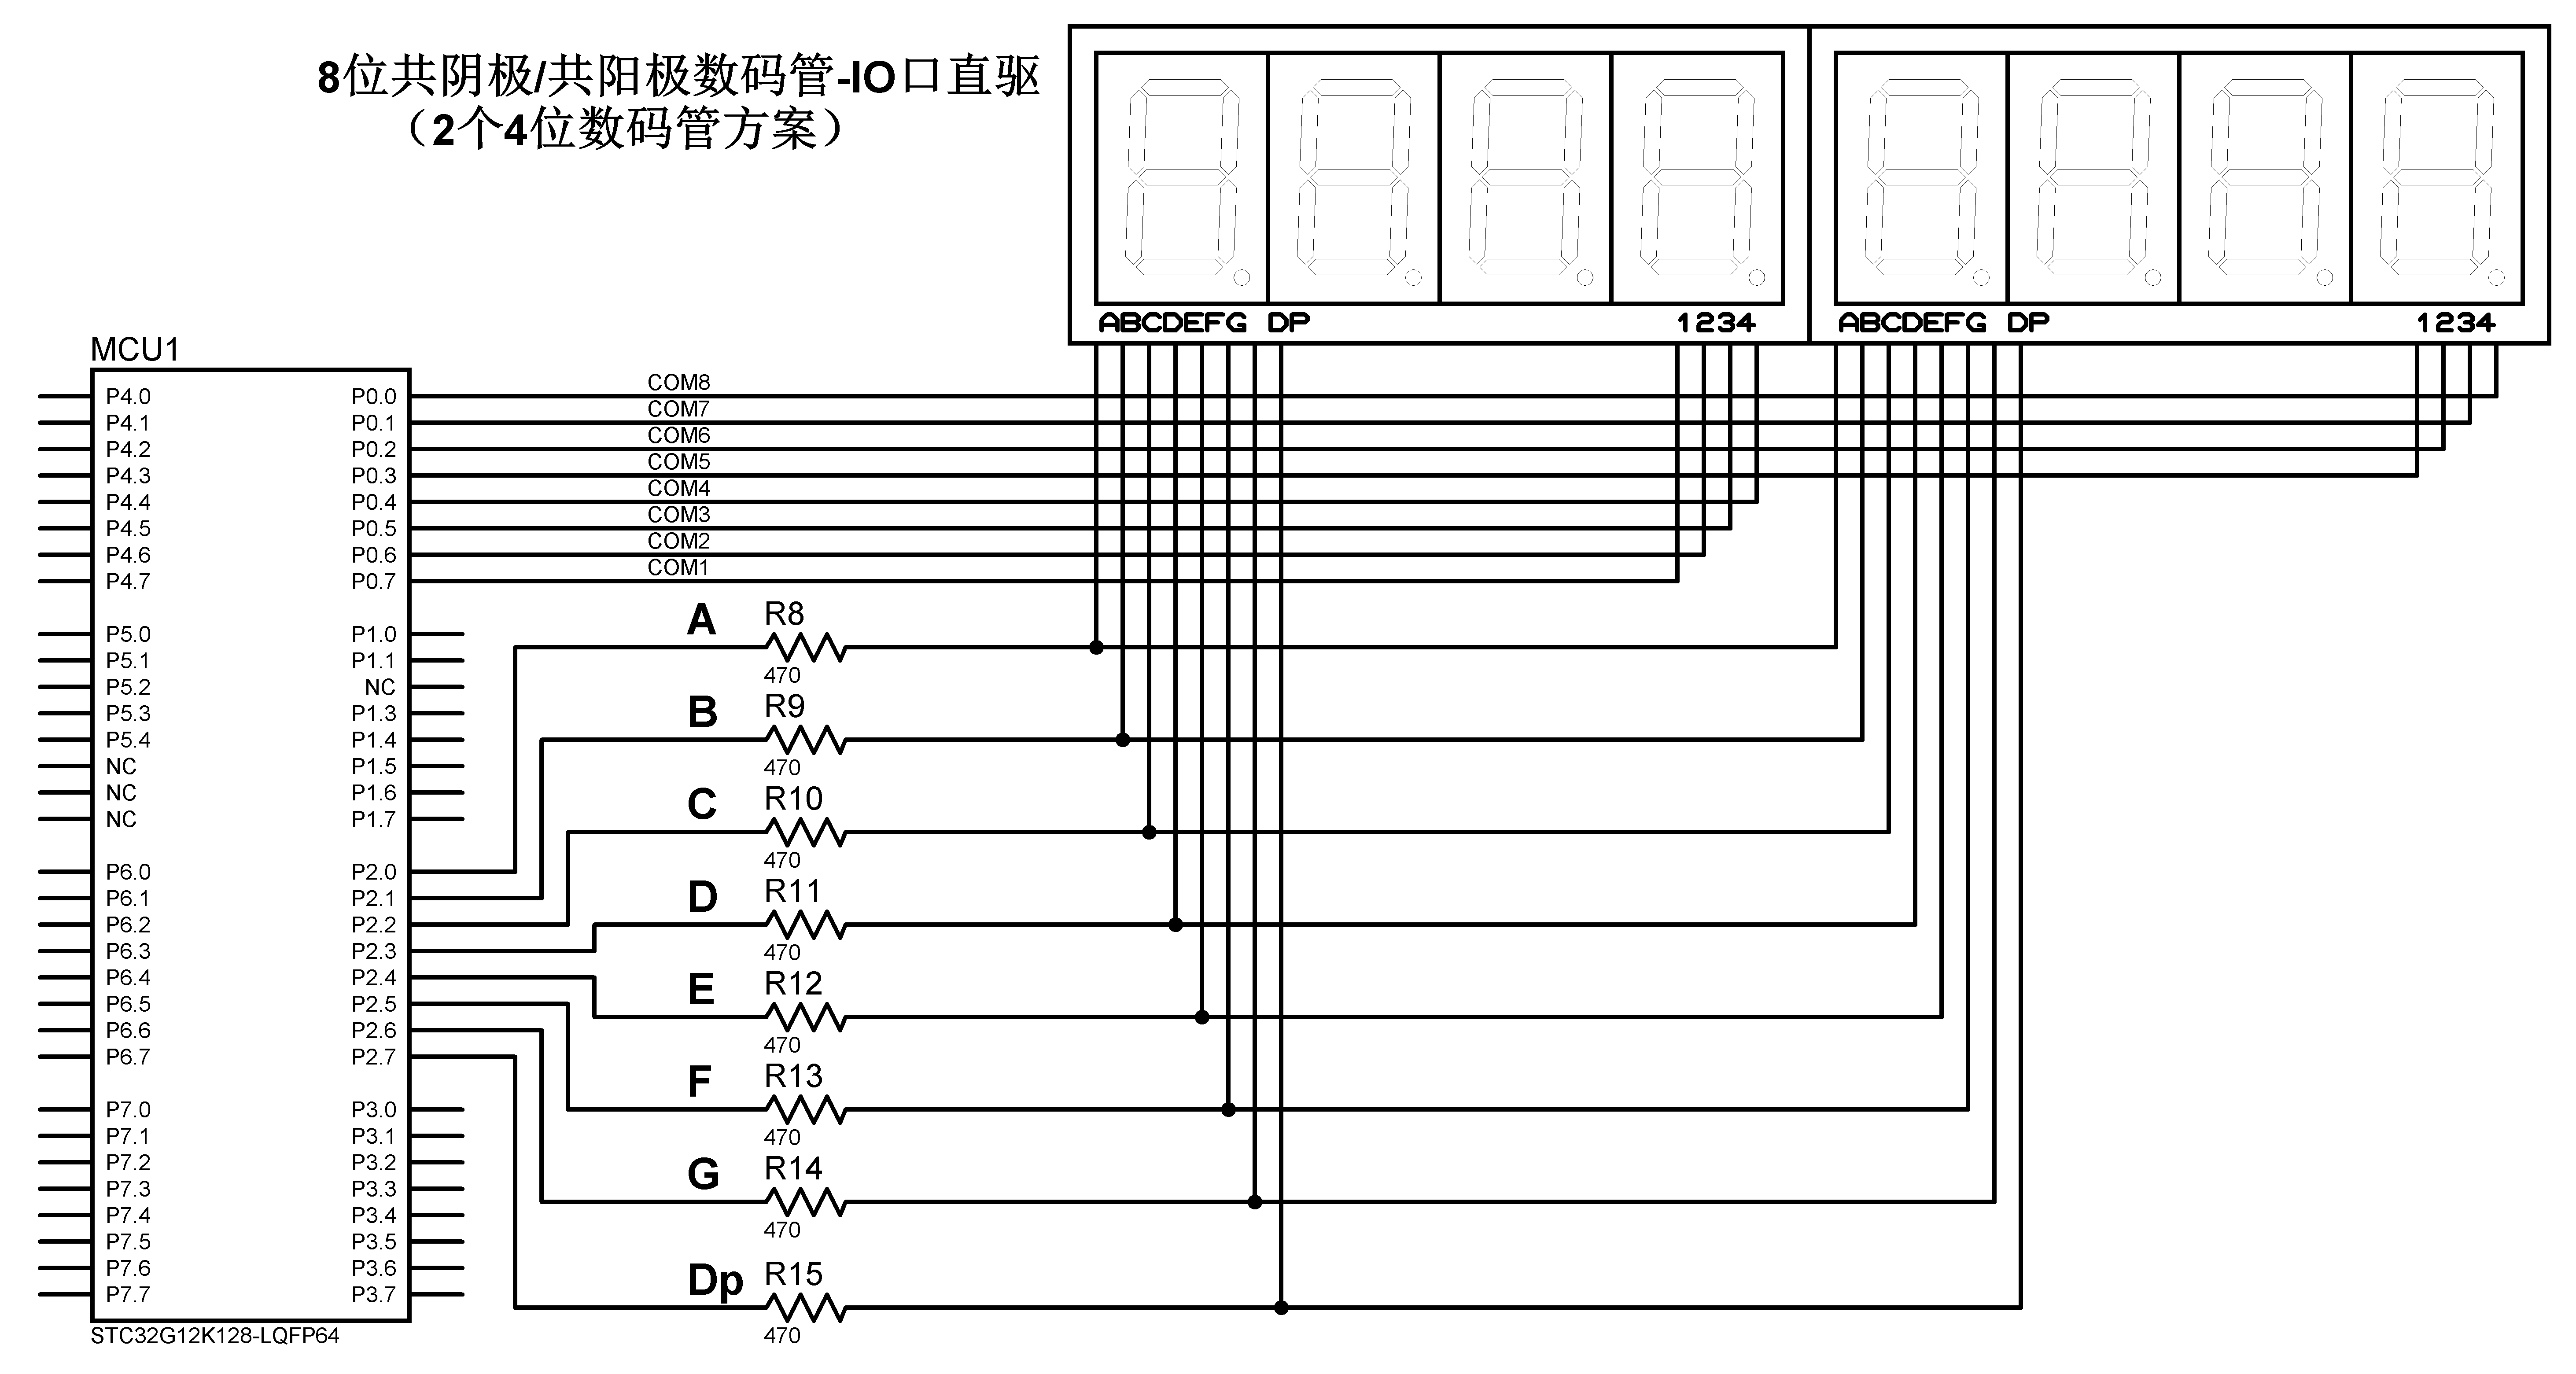 8位共阴极/共阳极数码管-IO口直驱
（2个4位数码管方案）
ABCDEFG DP
1234
ABCDEFG DP
1234
MCU1
P4.0 P0.0 COM8
P4.1 P0.1 COM7
P4.2 P0.2 COM6
P4.3 P0.3 COM5
P4.4 P0.4 COM4
P4.5 P0.5 COM3
P4.6 P0.6 COM2
P4.7 P0.7 COM1
P5.0 P1.0
P5.1 P1.1
P5.2 NC
P5.3 P1.3
P5.4 P1.4
NC P1.5
NC P1.6
NC P1.7
P6.0 P2.0
P6.1 P2.1
P6.2 P2.2
P6.3 P2.3
P6.4 P2.4
P6.5 P2.5
P6.6 P2.6
P6.7 P2.7
P7.0 P3.0
P7.1 P3.1
P7.2 P3.2
P7.3 P3.3
P7.4 P3.4
P7.5 P3.5
P7.6 P3.6
P7.7 P3.7
STC32G12K128-LQFP64
A R8
470
B R9
470
C R10
470
D R11
470
E R12
470
F R13
470
G R14
470
Dp R15
470